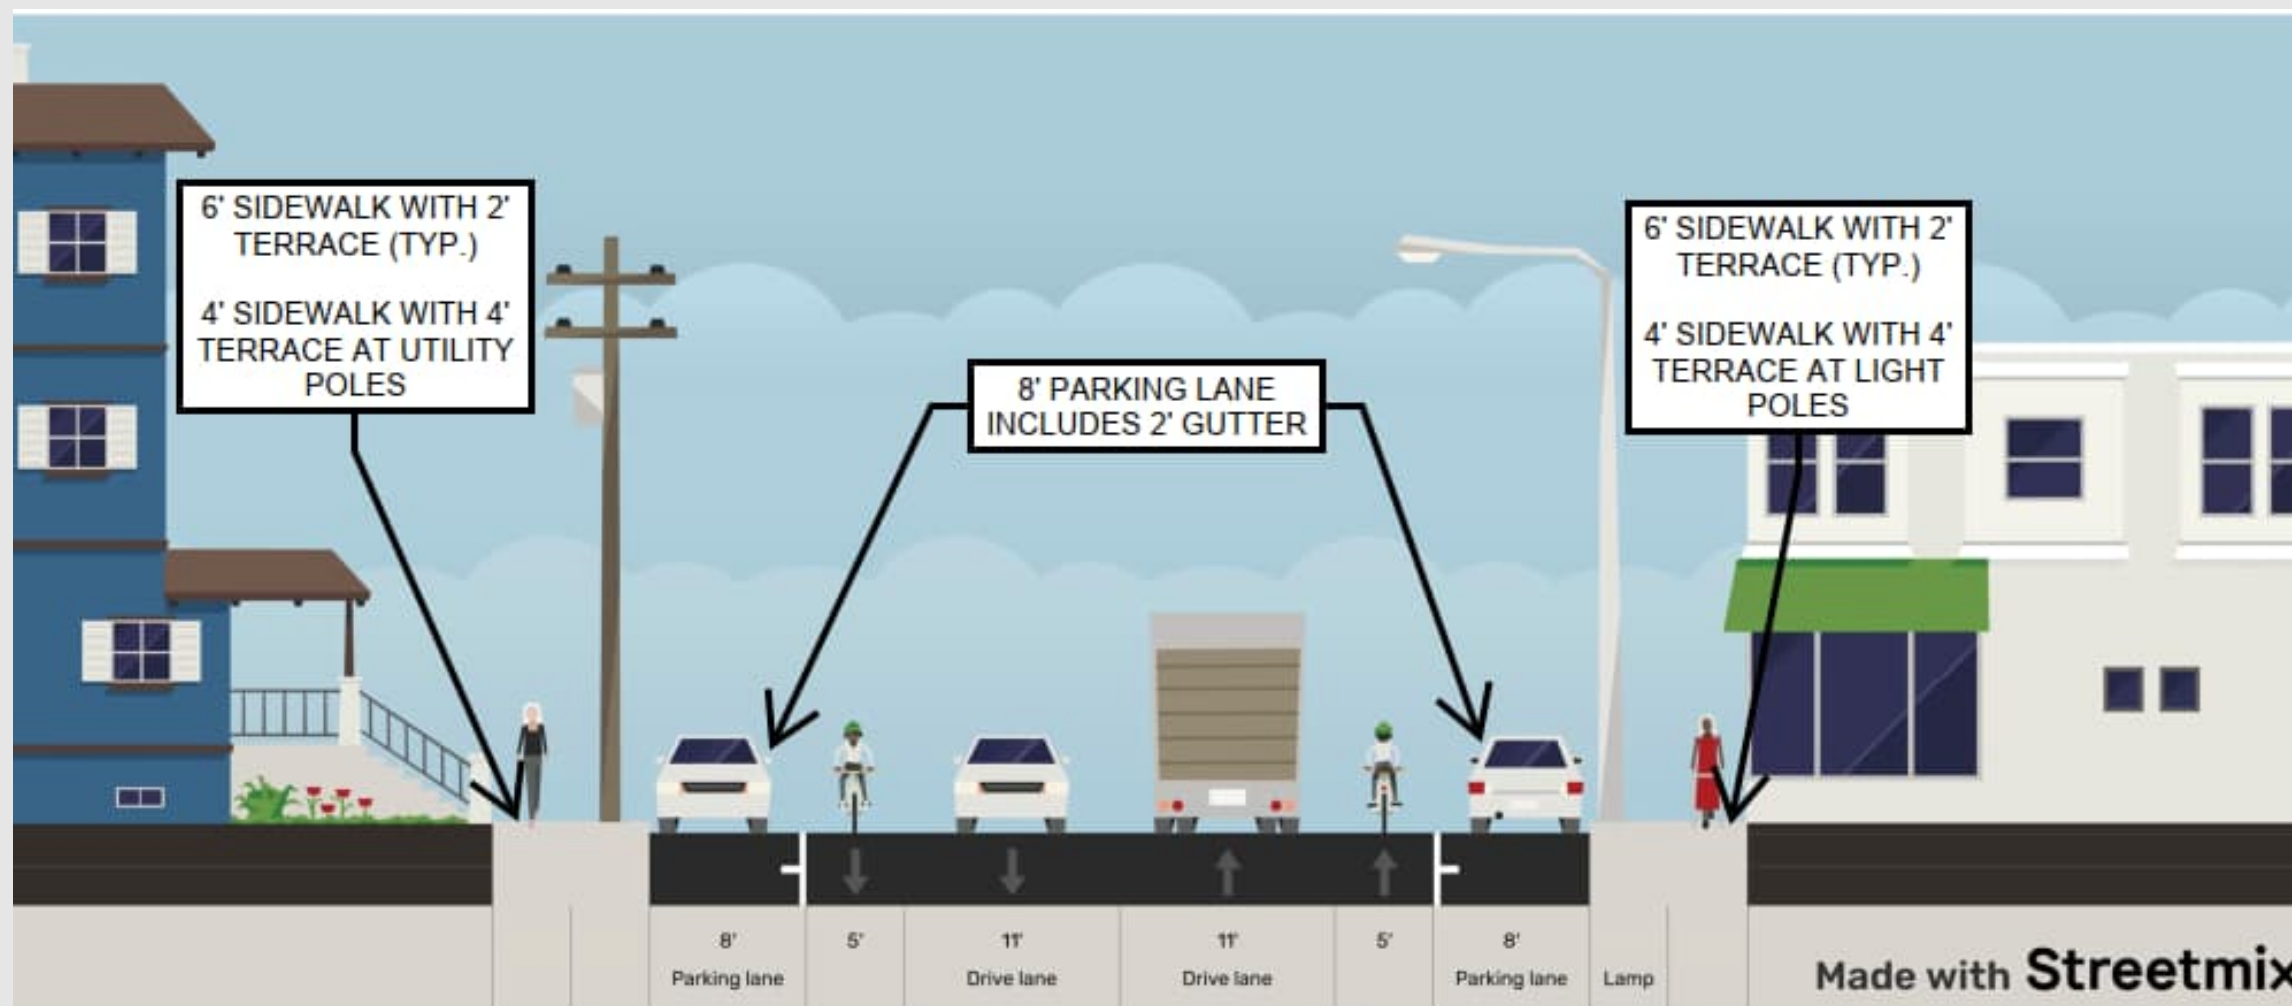 6' SIDEWALK WITH 2'
TERRACE (TYP.)
4' SIDEWALK WITH 4'
TERRACE AT UTILITY
POLES
8' PARKING LANE
INCLUDES 2' GUTTER
6' SIDEWALK WITH 2'
TERRACE (TYP.)
4' SIDEWALK WITH 4'
TERRACE AT LIGHT
POLES
8' 5' 11' 11' 5' 8'
Parking lane Drive lane Drive lane Parking lane Lamp
Made with Streetmix